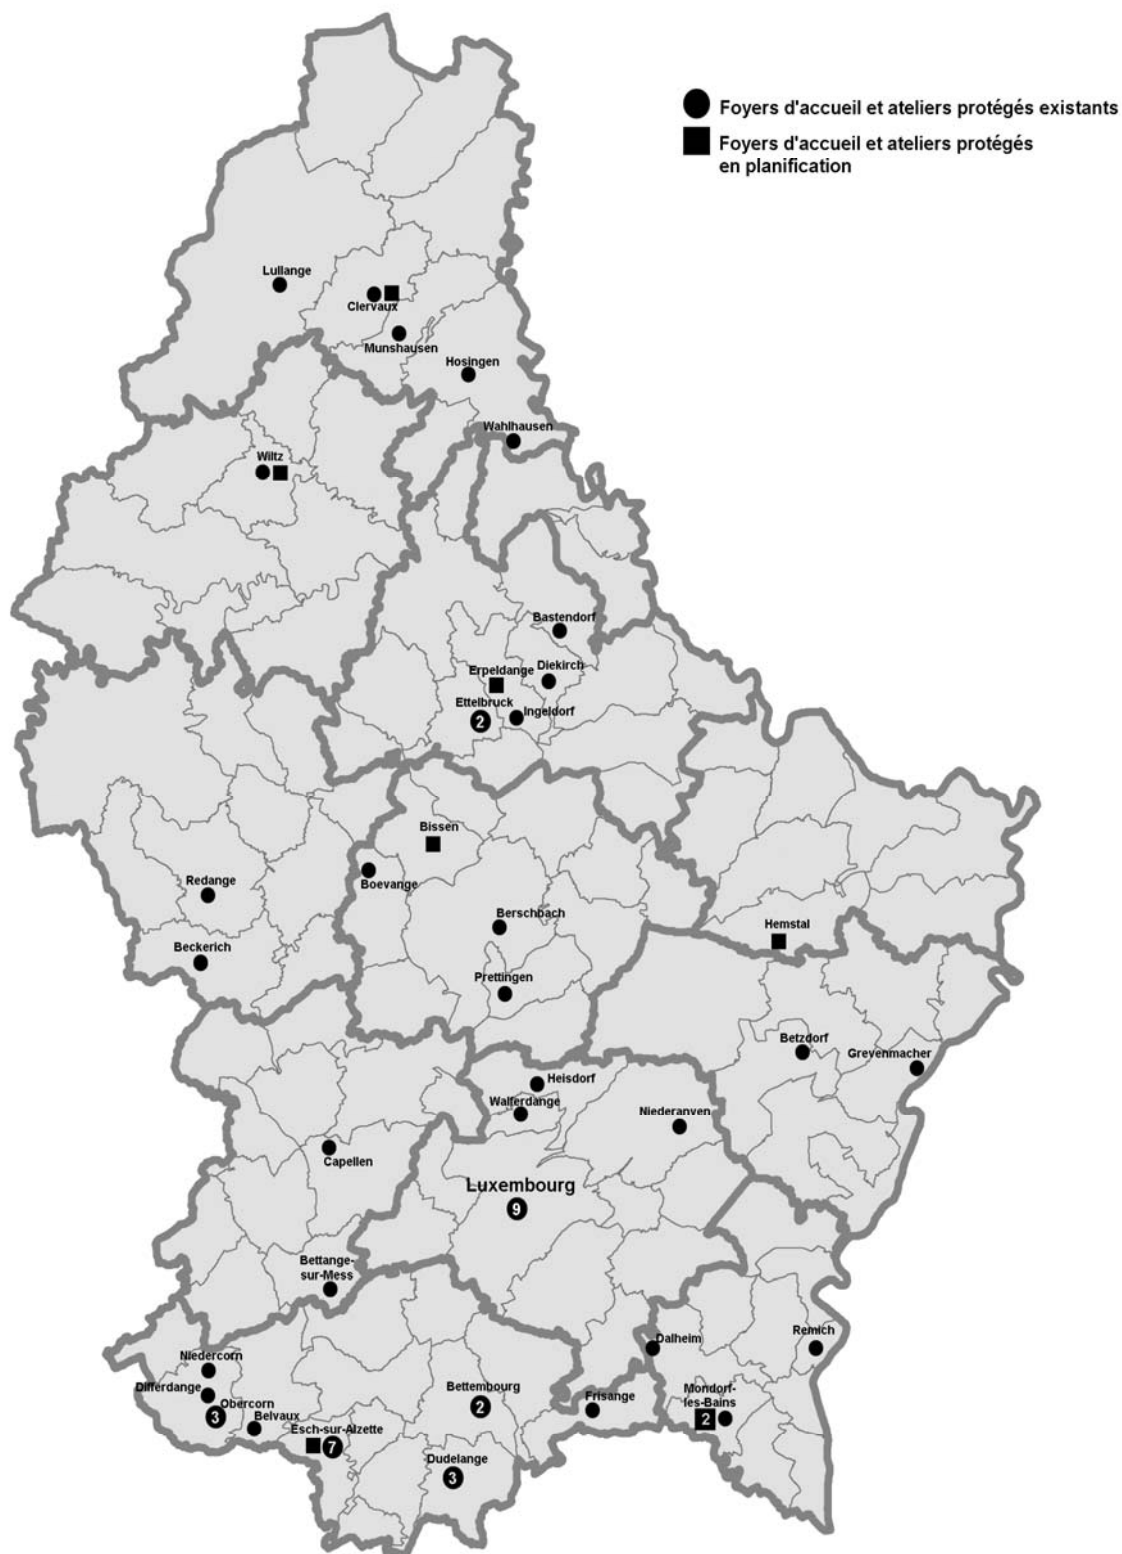 Foyers d'accueil et ateliers protégés existants
Foyers d'accueil et ateliers protégés
en planification
Lullange
Clervaux
Munshausen
Hosingen
Wahlhausen
Wiltz
Bastendorf
Diekirch
Erpeldange
Ettelbruck
2
Ingeldorf
Bissen
Boevange
Redange
Berschbach
Hemstal
Beckerich
Prettingen
Betzdorf
Grevenmacher
Heisdorf
Walferdange
Niederanven
Capellen
Luxembourg
9
Bettange-
sur-Mess
Dalheim
Remich
Niedercorn
Differdange
Obercorn
3
Belvaux
Esch-sur-Alzette
7
Bettembourg
2
Frisange
Mondorf-
les-Bains
2
Dudelange
3